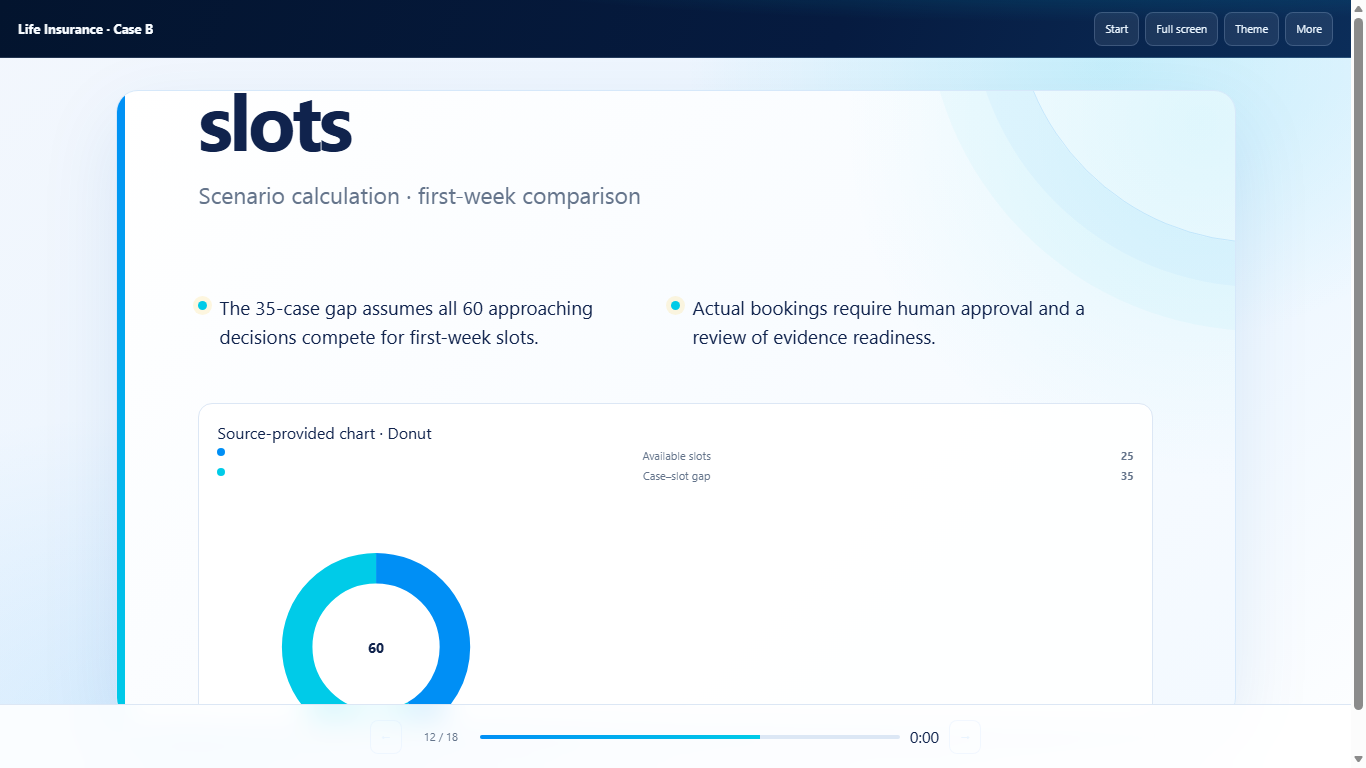 Life Insurance - Case B
Start
Full screen
Theme
More
slots
Scenario calculation · first-week comparison
The 35-case gap assumes all 60 approaching
decisions compete for first-week slots.
Actual bookings require human approval and a
review of evidence readiness.
Source-provided chart · Donut
Available slots 25
Case–slot gap 35
60
12 / 18
0:00